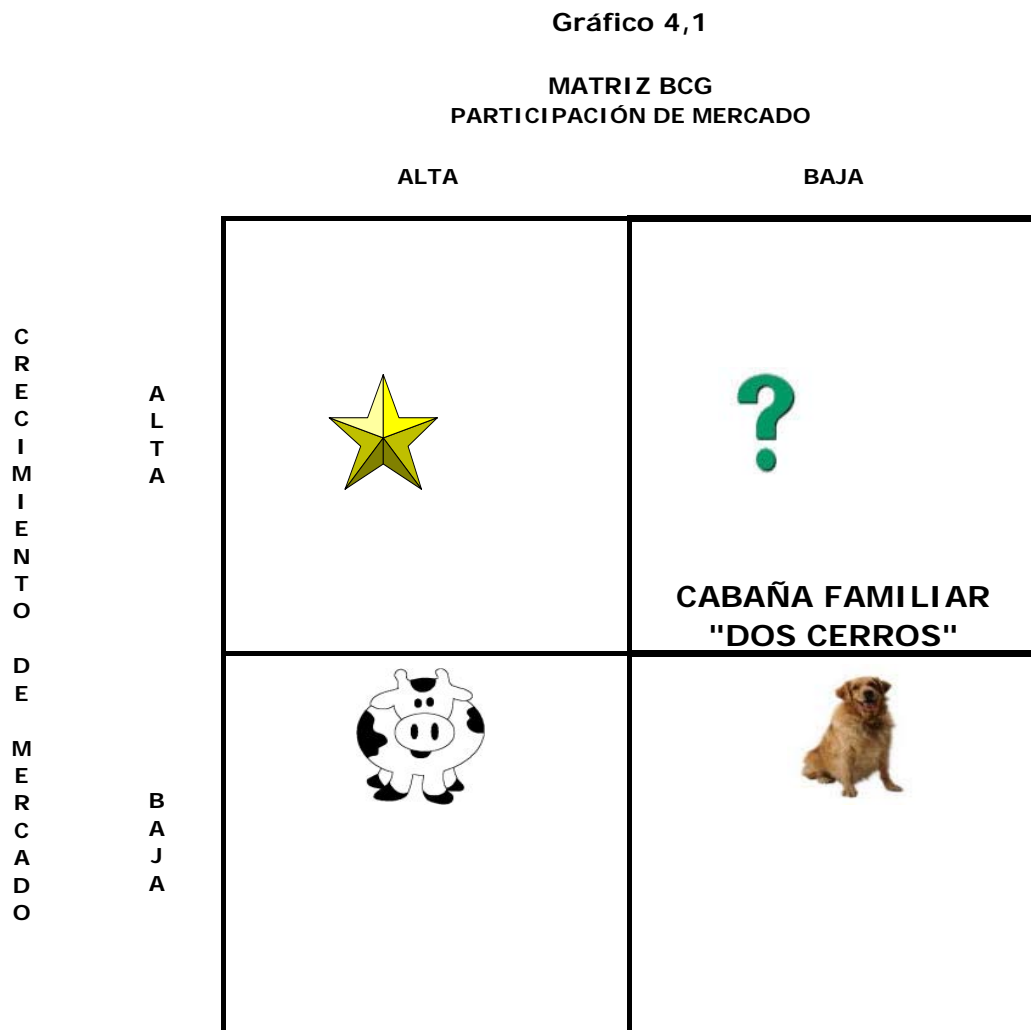 Gráfico 4,1
MATRIZ BCG
PARTICIPACIÓN DE MERCADO
ALTA
BAJA
CRECIMIENTO DE MERCADO
ALTA
?
CABAÑA FAMILIAR
"DOS CERROS"
BAJA